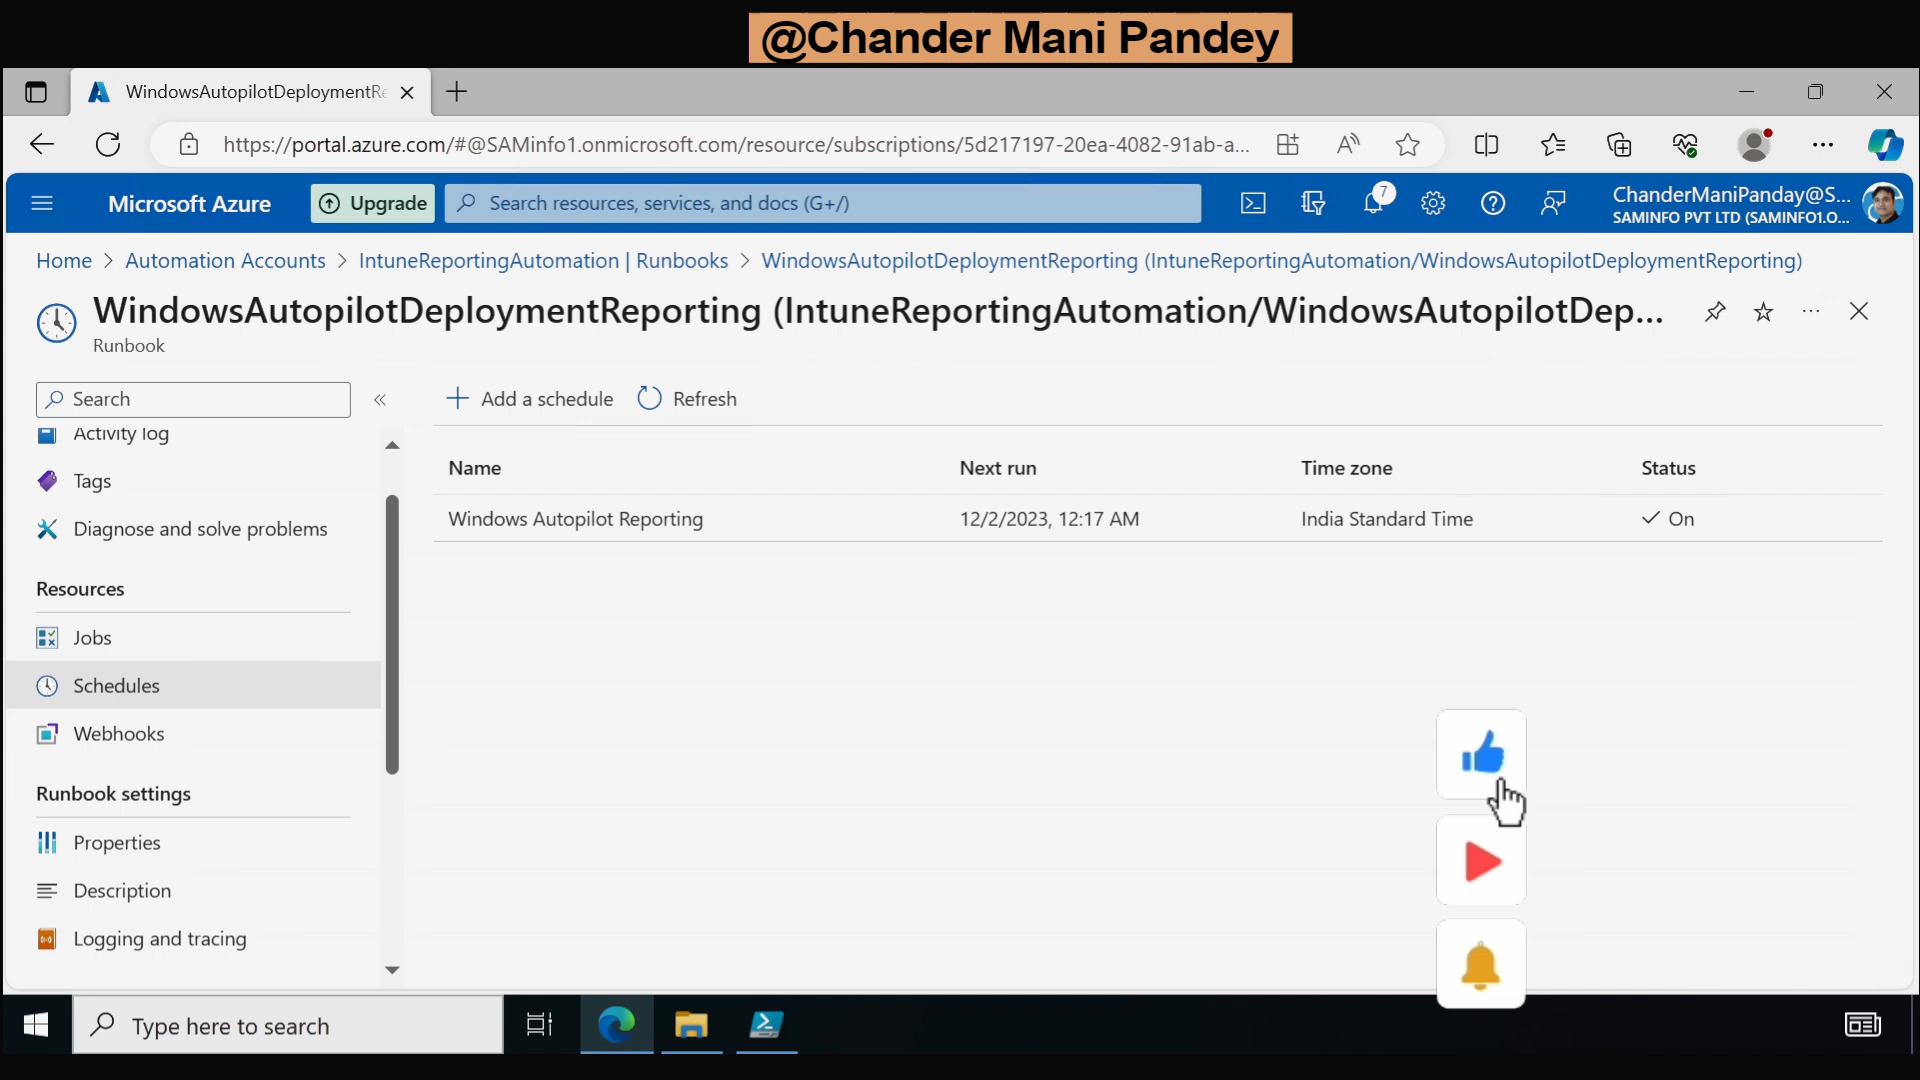 @Chander Mani Pandey
WindowsAutopilotDeploymentRe
https://portal.azure.com/#@SAMinfo1.onmicrosoft.com/resource/subscriptions/5d217197-20ea-4082-91ab-a...
Microsoft Azure
Upgrade
Search resources, services, and docs (G+/)
7
ChanderManiPanday@S...
SAMINFO PVT LTD (SAMINFO1.O...
Home > Automation Accounts > IntuneReportingAutomation | Runbooks > WindowsAutopilotDeploymentReporting (IntuneReportingAutomation/WindowsAutopilotDeploymentReporting)
WindowsAutopilotDeploymentReporting (IntuneReportingAutomation/WindowsAutopilotDep...
Runbook
Search
Add a schedule
Refresh
Activity log
Tags
Diagnose and solve problems
Resources
Jobs
Schedules
Webhooks
Runbook settings
Properties
Description
Logging and tracing
Name Next run Time zone Status
Windows Autopilot Reporting 12/2/2023, 12:17 AM India Standard Time On
Type here to search